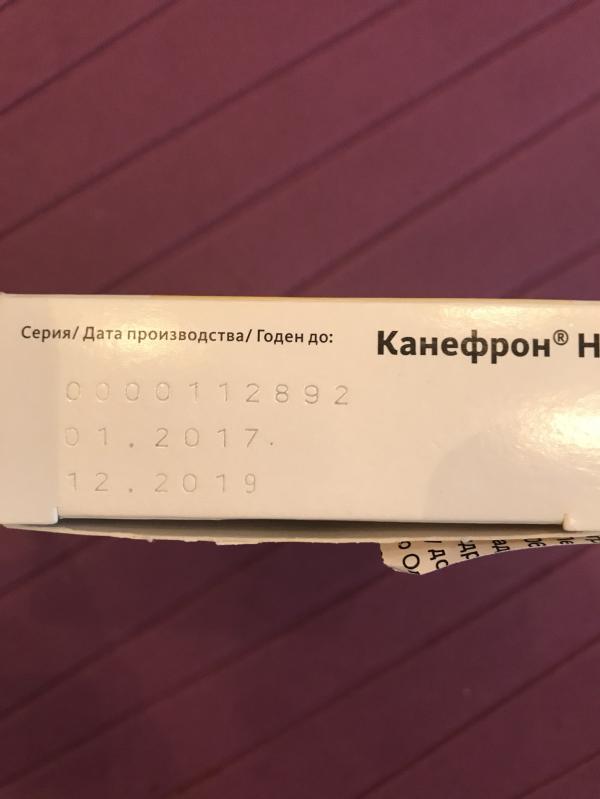 Серия/ Дата производства/ Годен до:
Канефрон® Н
0000112892
01.2017.
12.2019